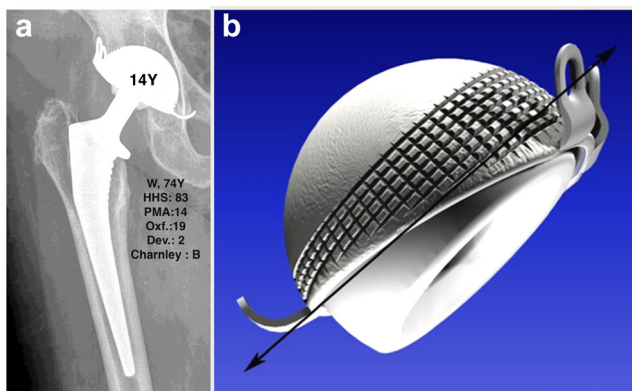 a
14Y
W, 74Y
HHS: 83
PMA:14
Oxf.:19
Dev.: 2
Charnley : B
b